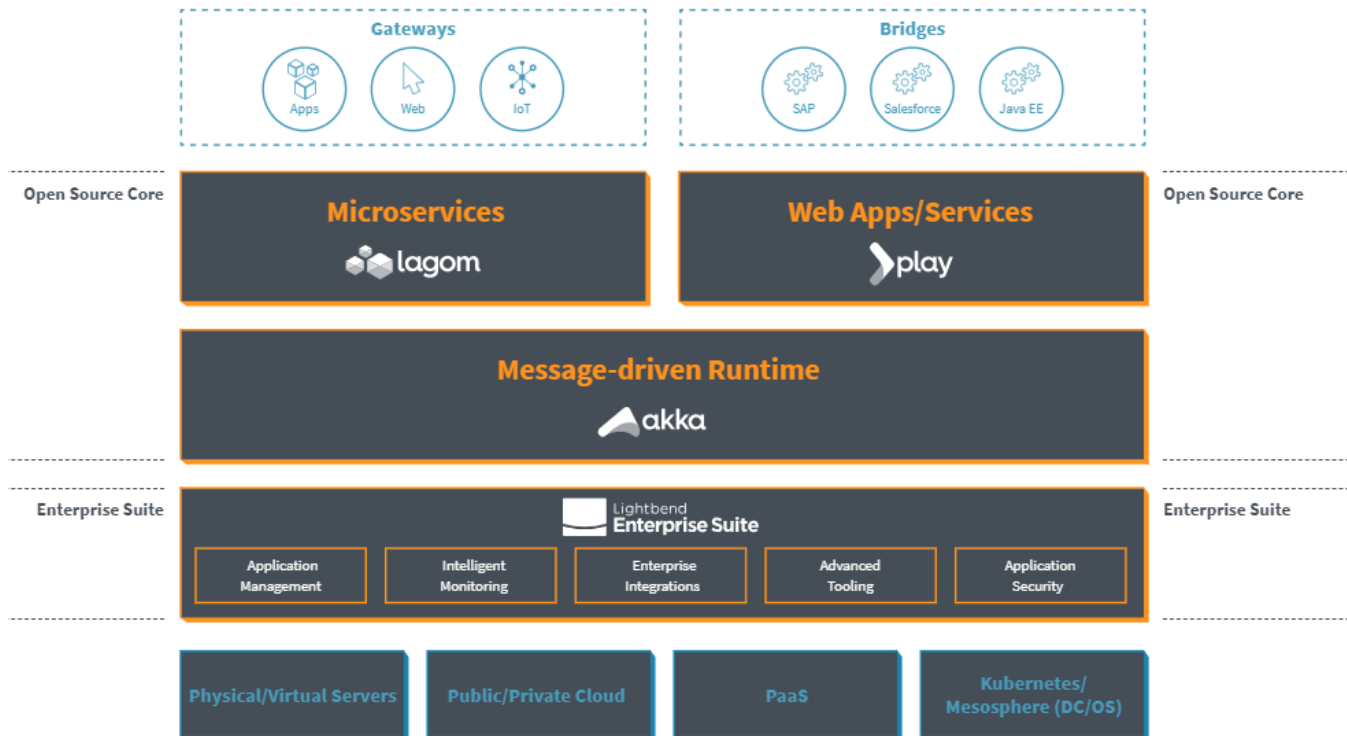 Gateways
Apps
Web
IoT
Bridges
SAP
Salesforce
Java EE
Open Source Core
Microservices
lagom
Web Apps/Services
play
Open Source Core
Message-driven Runtime
akka
Enterprise Suite
Lightbend
Enterprise Suite
Application
Management
Intelligent
Monitoring
Enterprise
Integrations
Advanced
Tooling
Application
Security
Enterprise Suite
Physical/Virtual Servers
Public/Private Cloud
PaaS
Kubernetes/
Mesosphere (DC/OS)